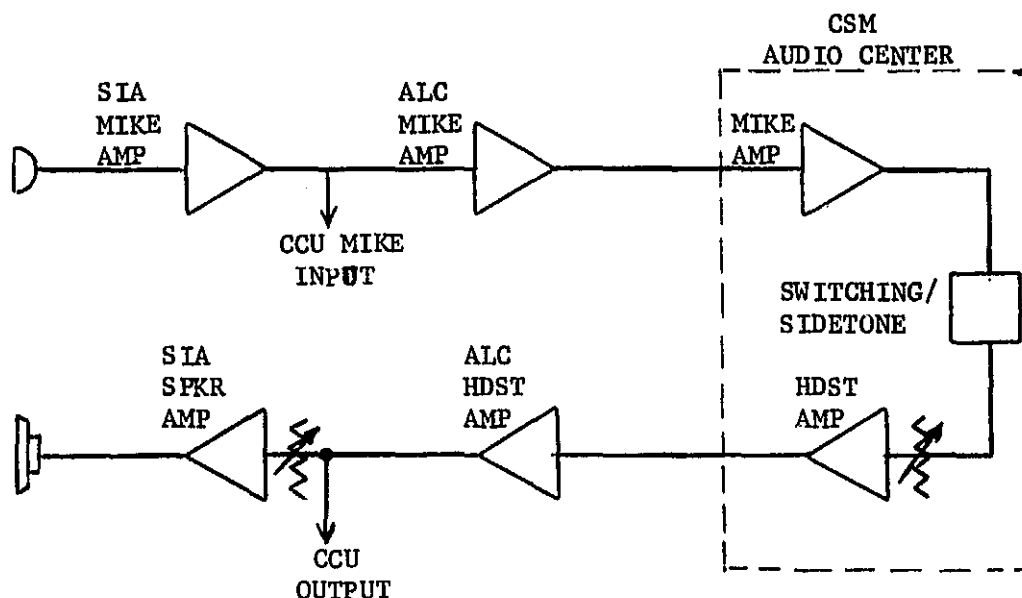 CSM
AUDIO CENTER
SIA
MIKE
AMP
ALC
MIKE
AMP
MIKE
AMP
CCU MIKE
INPUT
SWITCHING/
SIDETONE
SIA
SPKR
AMP
ALC
HDST
AMP
HDST
AMP
CCU
OUTPUT